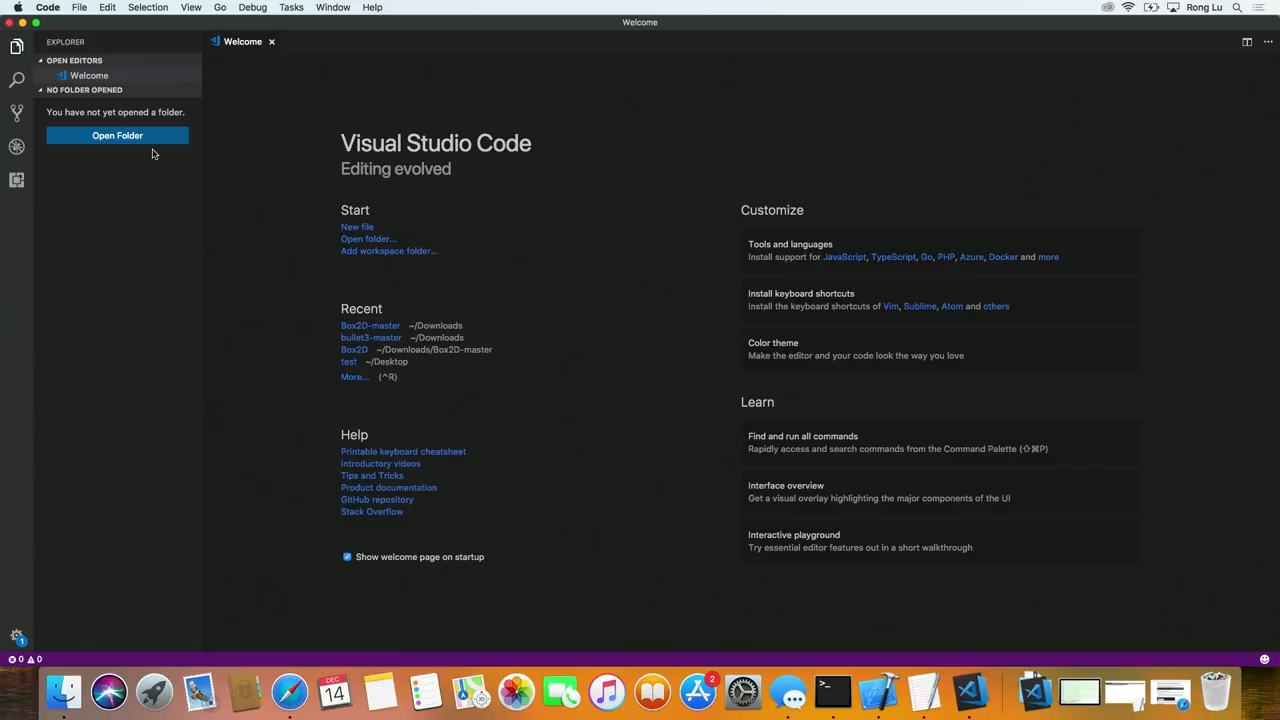 Code File Edit Selection View Go Debug Tasks Window Help
Rong Lu
Welcome
EXPLORER
OPEN EDITORS
Welcome
NO FOLDER OPENED
You have not yet opened a folder.
Open Folder
Welcome
Visual Studio Code
Editing evolved
Start
New file
Open folder...
Add workspace folder...
Recent
Box2D-master ~/Downloads
bullet3-master ~/Downloads
Box2D ~/Downloads/Box2D-master
test ~/Desktop
More... (^R)
Help
Printable keyboard cheatsheet
Introductory videos
Tips and Tricks
Product documentation
GitHub repository
Stack Overflow
Show welcome page on startup
Customize
Tools and languages
Install support for JavaScript, TypeScript, Go, PHP, Azure, Docker and more
Install keyboard shortcuts
Install the keyboard shortcuts of Vim, Sublime, Atom and others
Color theme
Make the editor and your code look the way you love
Learn
Find and run all commands
Rapidly access and search commands from the Command Palette (⇧⌘P)
Interface overview
Get a visual overlay highlighting the major components of the UI
Interactive playground
Try essential editor features out in a short walkthrough
1
0 0
DEC
14
2
>_